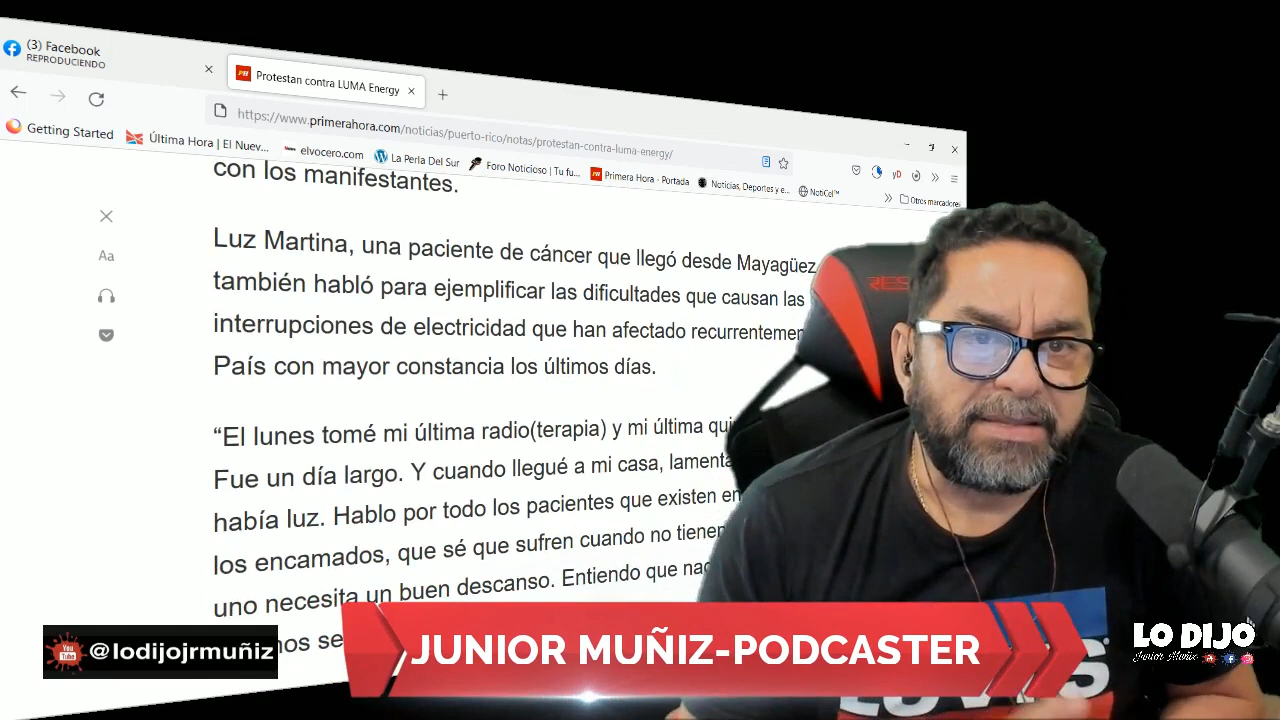 (3) Facebook
REPRODUCIENDO
Protestan contra LUMA Energy
https://www.primerahora.com/noticias/puerto-rico/notas/protestan-contra-luma-energy/
Getting Started
Última Hora | El Nuev...
elvocero.com
La Perla Del Sur
Foro Noticioso | Tu fu...
Primera Hora - Portada
Noticias, Deportes y e...
NotiCel™
Otros marcadores
con los manifestantes.
Aa
Luz Martina, una paciente de cáncer que llegó desde Mayagüez
también habló para ejemplificar las dificultades que causan las
interrupciones de electricidad que han afectado recurrentemen
País con mayor constancia los últimos días.
“El lunes tomé mi última radio(terapia) y mi última qui
Fue un día largo. Y cuando llegué a mi casa, lamenta
había luz. Hablo por todo los pacientes que existen en
los encamados, que sé que sufren cuando no tienen
uno necesita un buen descanso. Entiendo que nad
nos se
You Tube @lodijojrmuñiz
JUNIOR MUÑIZ-PODCASTER
LO DIJO
Junior Muñiz